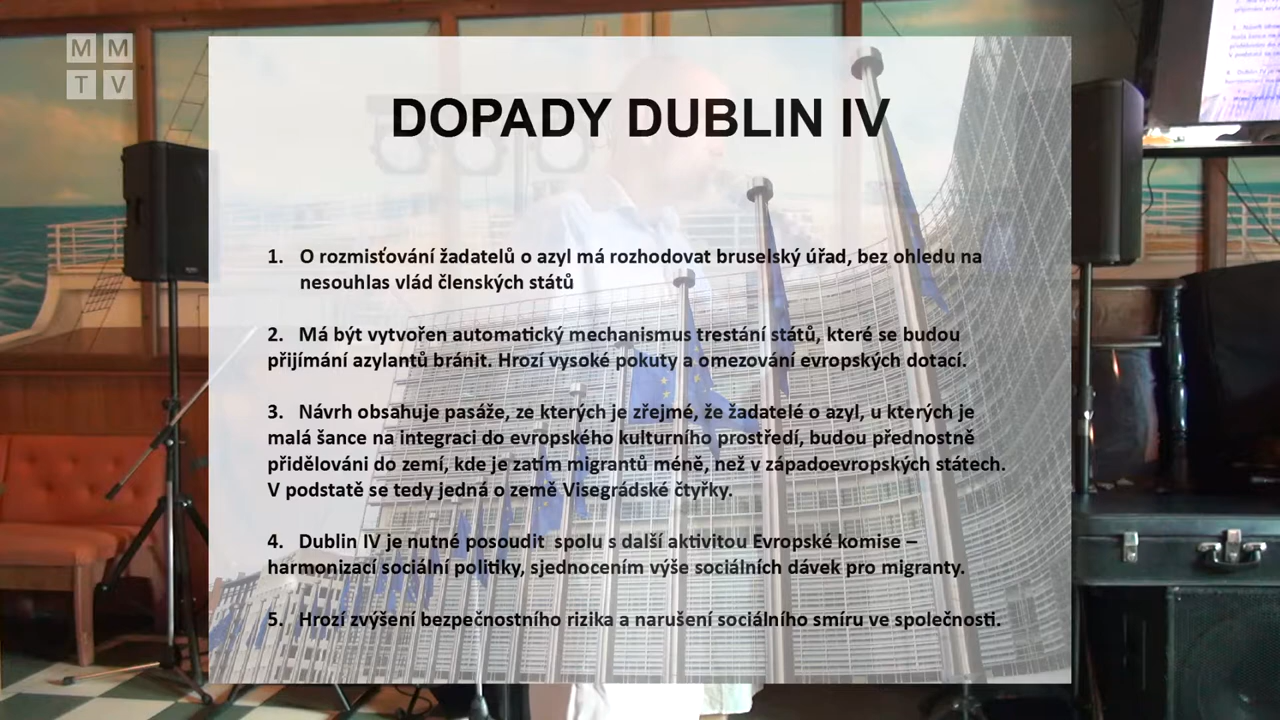 M M
T V
DOPADY DUBLIN IV
1. O rozmisťování žadatelů o azyl má rozhodovat bruselský úřad, bez ohledu na
nesouhlas vlád členských států
2. Má být vytvořen automatický mechanismus trestání států, které se budou
přijímání azylantů bránit. Hrozí vysoké pokuty a omezování evropských dotací.
3. Návrh obsahuje pasáže, ze kterých je zřejmé, že žadatelé o azyl, u kterých je
malá šance na integraci do evropského kulturního prostředí, budou přednostně
přidělováni do zemí, kde je zatím migrantů méně, než v západoevropských státech.
V podstatě se tedy jedná o země Visegrádské čtyřky.
4. Dublin IV je nutné posoudit spolu s další aktivitou Evropské komise –
harmonizací sociální politiky, sjednocením výše sociálních dávek pro migranty.
5. Hrozí zvýšení bezpečnostního rizika a narušení sociálního smíru ve společnosti.